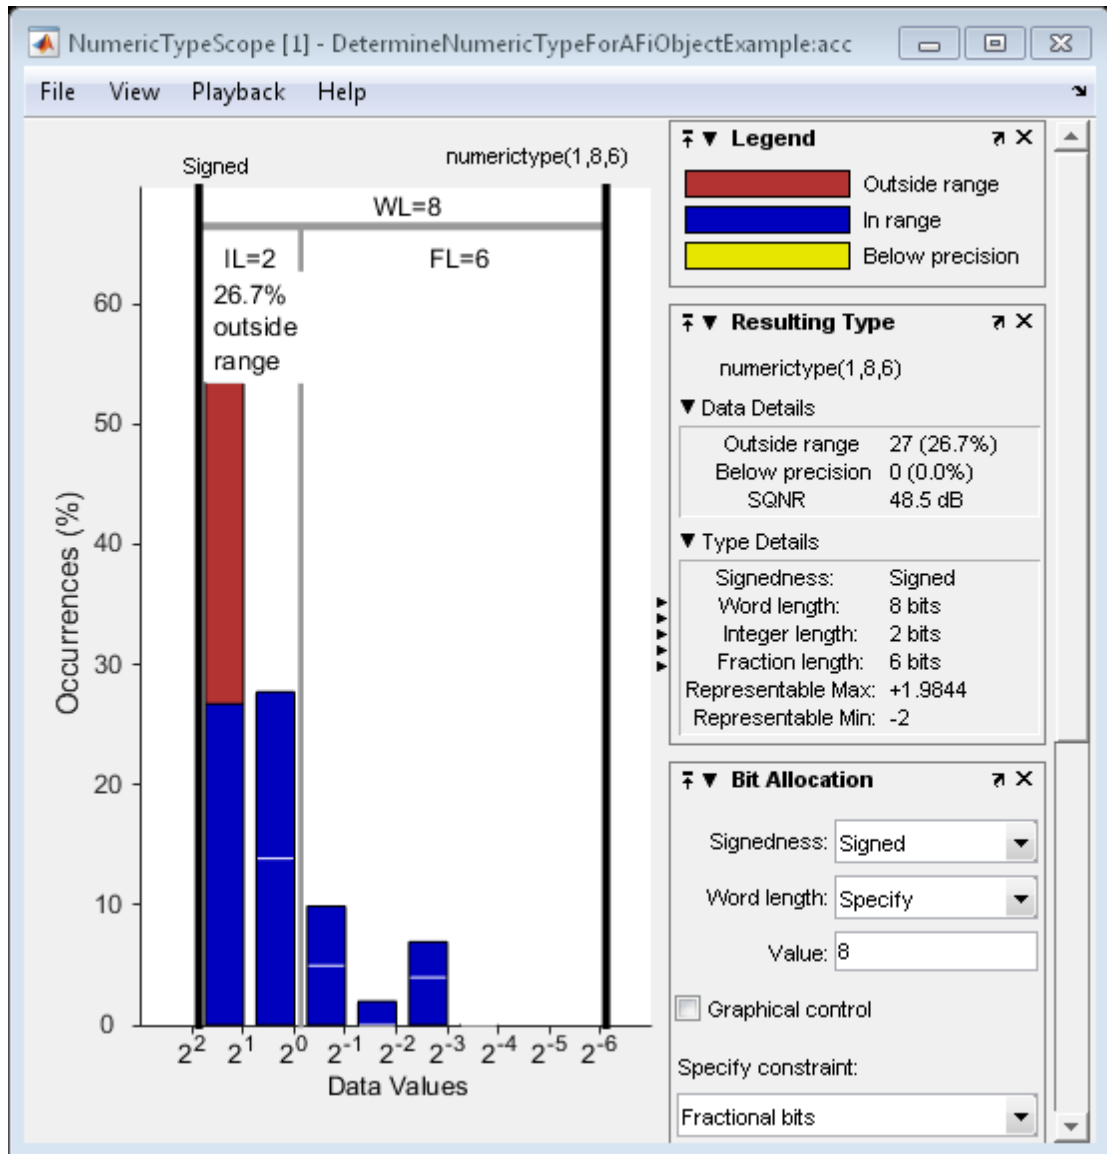 NumericTypeScope [1] - DetermineNumericTypeForAFiObjectExample:acc
File View Playback Help
Signed
numerictype(1,8,6)
WL=8
IL=2
FL=6
26.7%
outside
range
60
50
40
30
20
10
0
Occurrences (%)
2^2 2^1 2^0 2^-1 2^-2 2^-3 2^-4 2^-5 2^-6
Data Values
Legend
Outside range
In range
Below precision
Resulting Type
numerictype(1,8,6)
Data Details
Outside range 27 (26.7%)
Below precision 0 (0.0%)
SQNR 48.5 dB
Type Details
Signedness: Signed
Word length: 8 bits
Integer length: 2 bits
Fraction length: 6 bits
Representable Max: +1.9844
Representable Min: -2
Bit Allocation
Signedness: Signed
Word length: Specify
Value: 8
Graphical control
Specify constraint:
Fractional bits